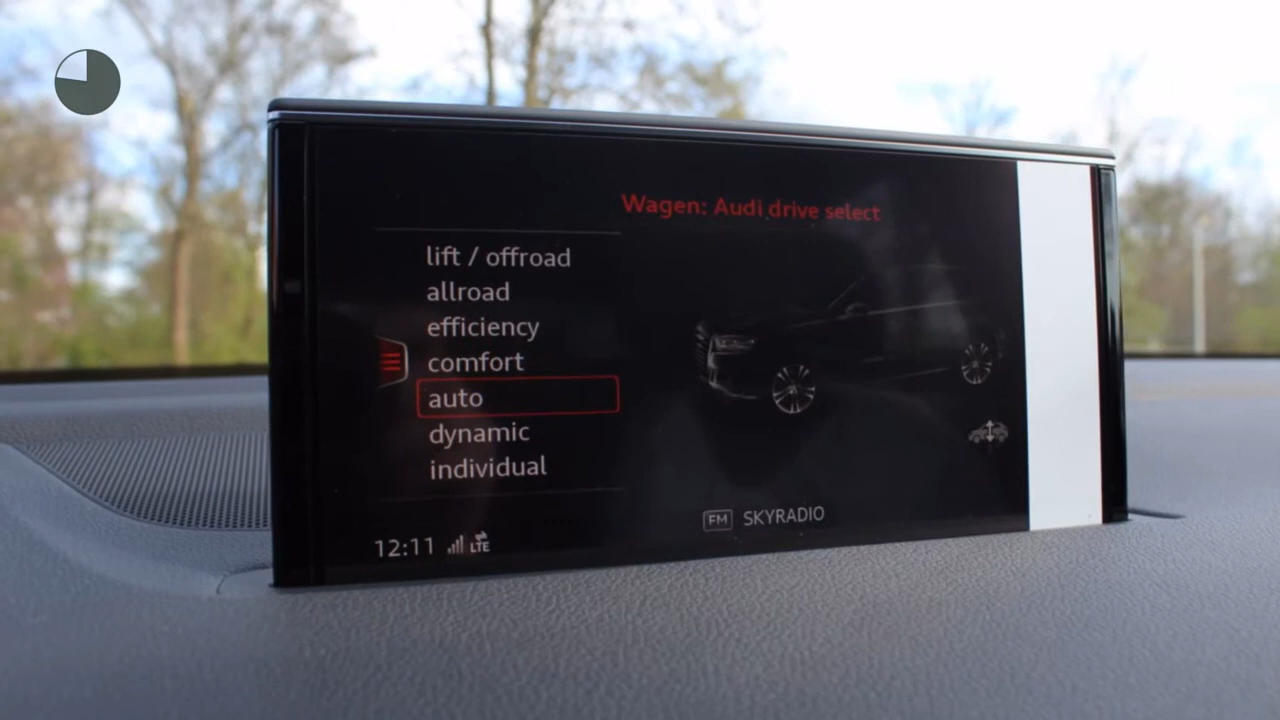 Wagen: Audi drive select
lift / offroad
allroad
efficiency
comfort
auto
dynamic
individual
FM SKYRADIO
12:11 LTE